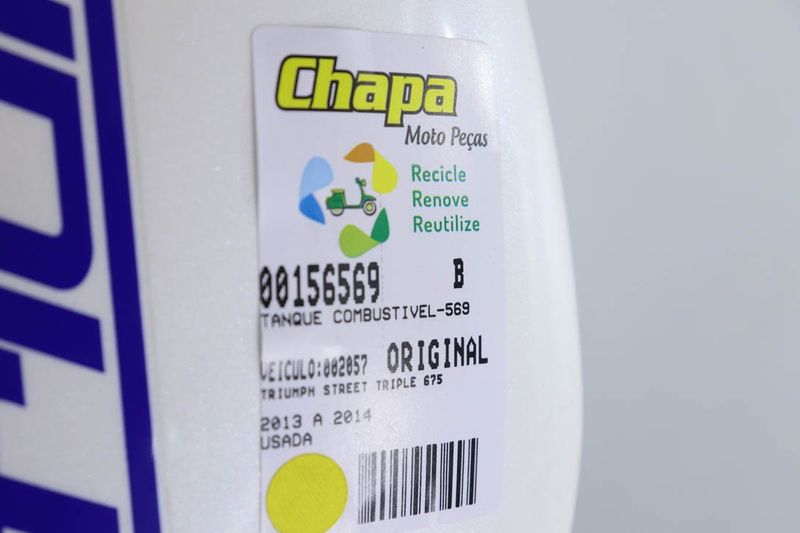 Chapa
Moto Peças
Recicle
Renove
Reutilize
00156569 B
TANQUE COMBUSTIVEL-569
VEICULO:002057 ORIGINAL
TRIUMPH STREET TRIPLE 675
2013 A 2014
USADA